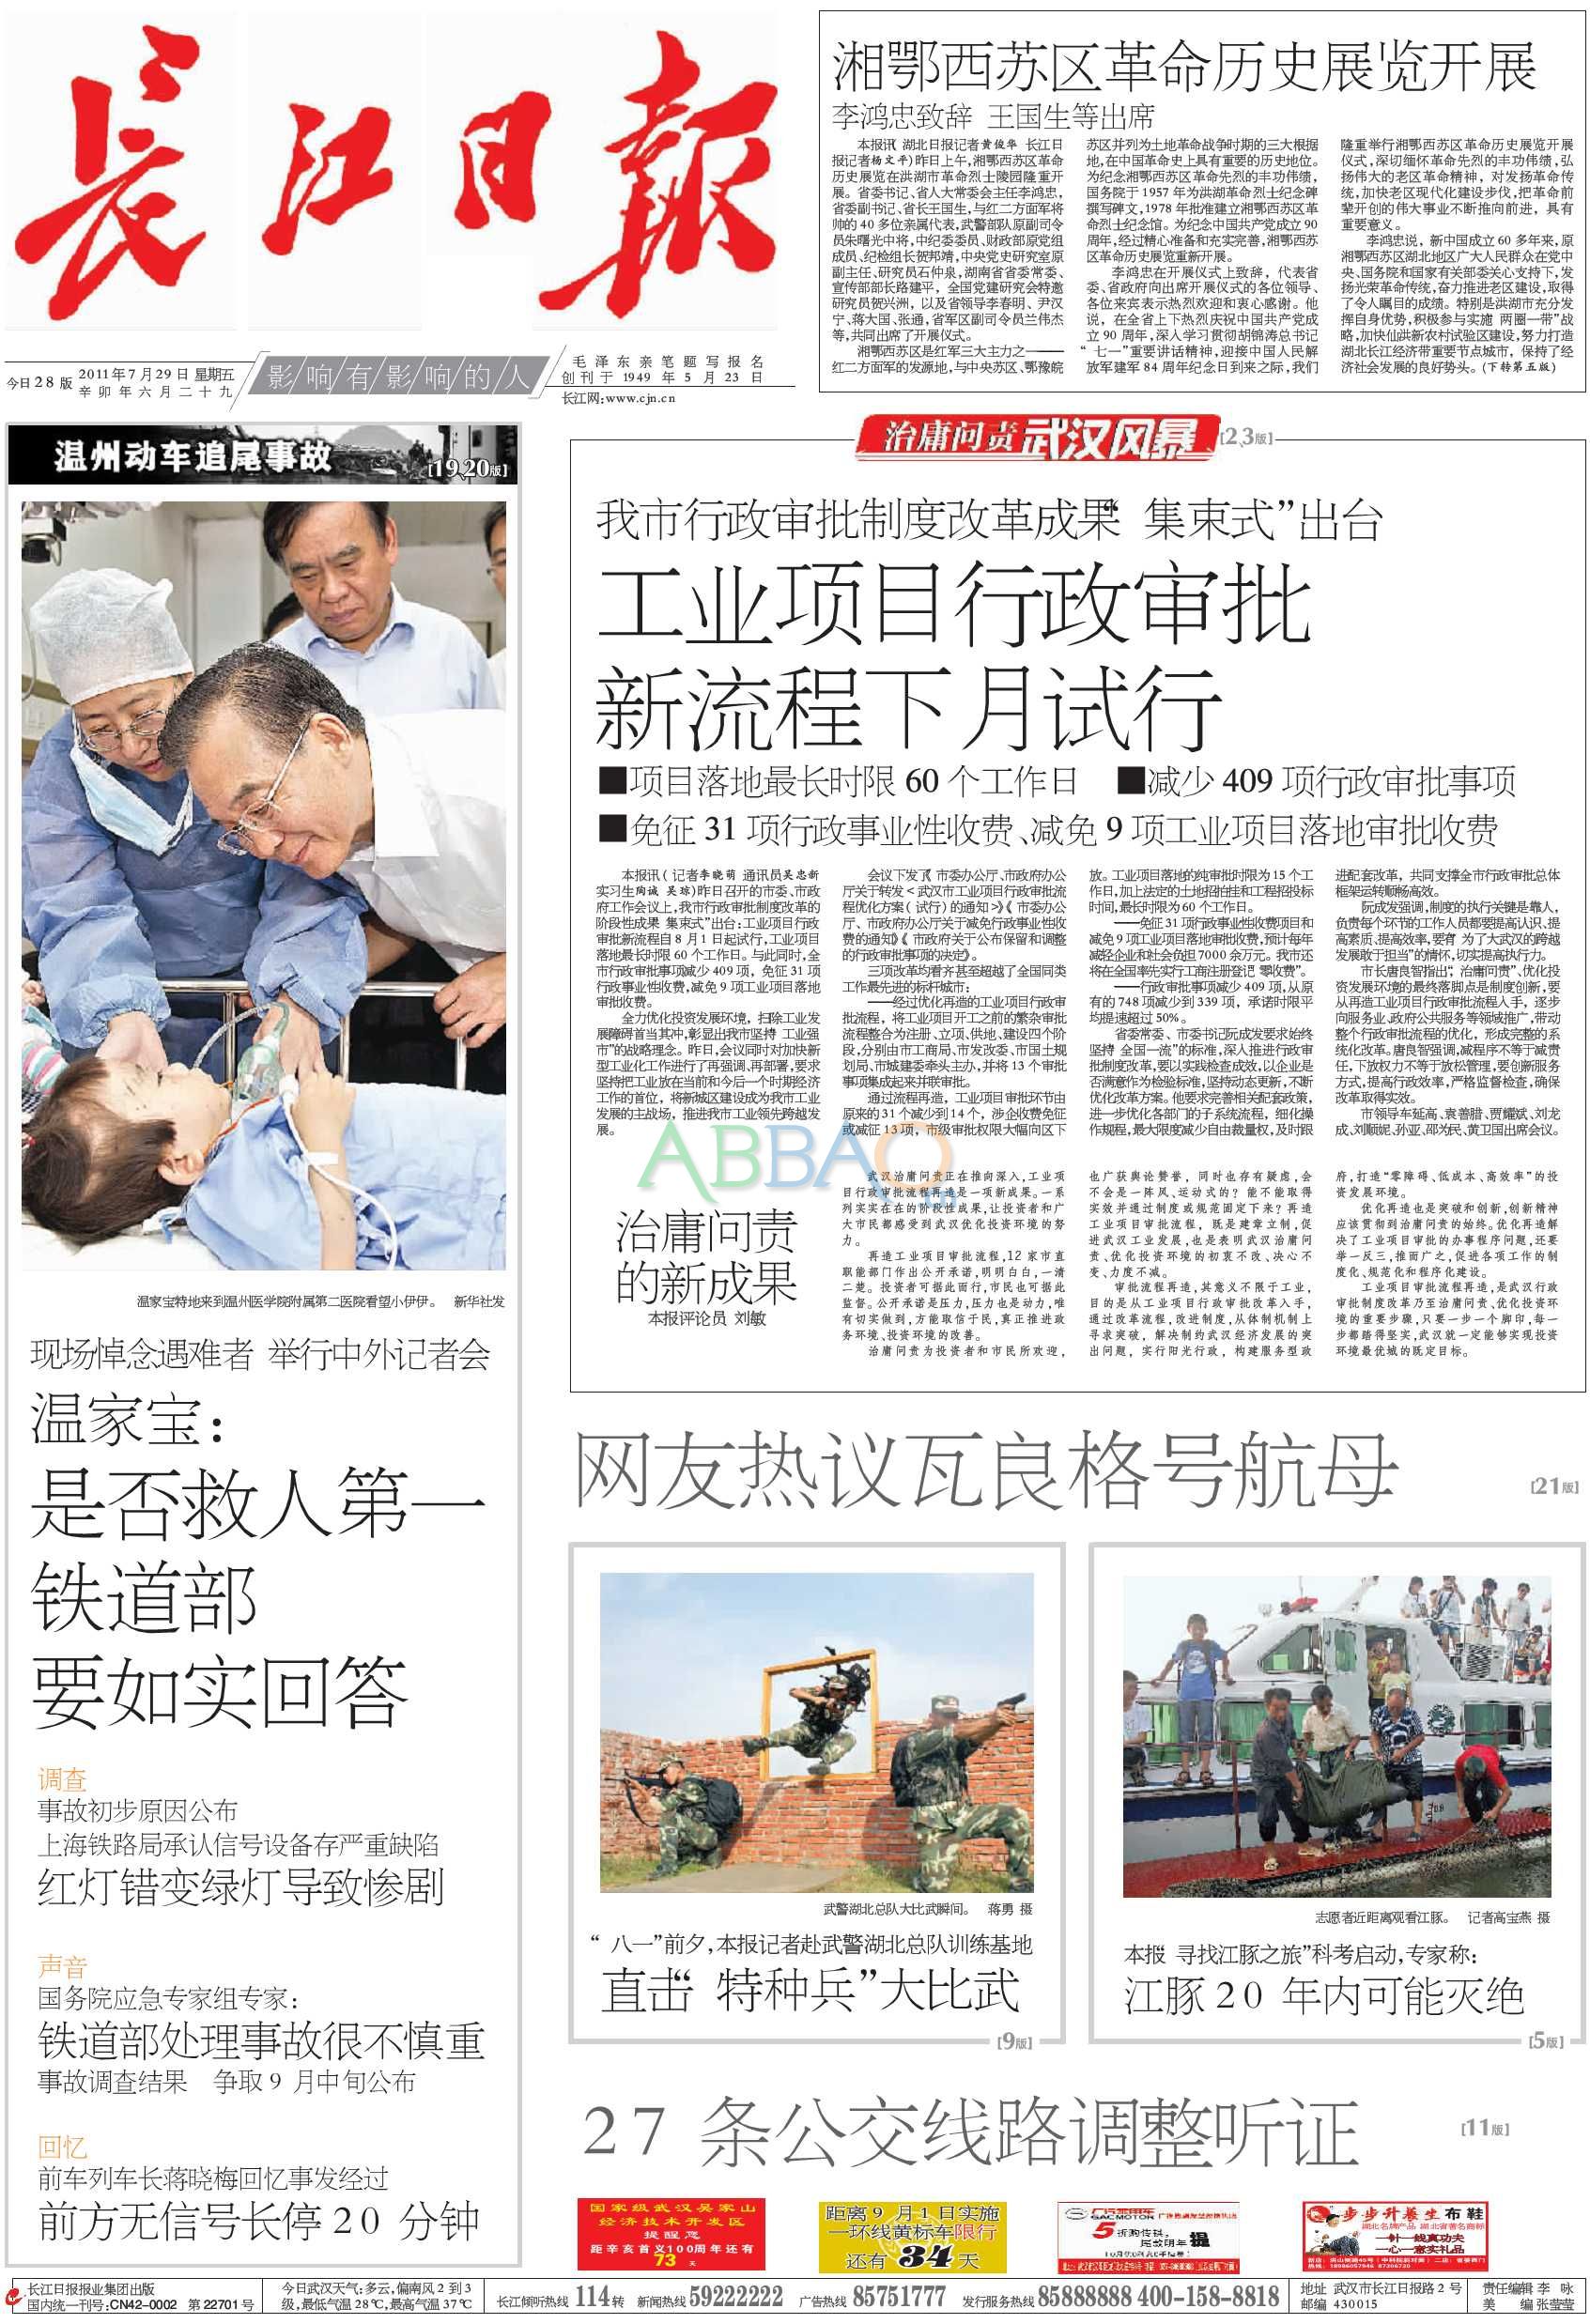 长江日报
今日28版
2011年7月29日 星期五
辛卯年六月二十九
影响有影响的人
毛泽东亲笔题写报名
创刊于1949年5月23日
长江网:www.cjn.cn
湘鄂西苏区革命历史展览开展
李鸿忠致辞 王国生等出席
本报讯(湖北日报记者黄俊华 长江日
报记者杨文平)昨日上午,湘鄂西苏区革命
历史展览在洪湖市革命烈士陵园隆重开
展。省委书记、省人大常委会主任李鸿忠,
省委副书记、省长王国生,与红二方面军将
帅的40多位亲属代表,武警部队原副司令
员朱曙光中将,中纪委委员、财政部原党组
成员、纪检组长贺邦靖,中央党史研究室原
副主任、研究员石仲泉,湖南省省委常委、
宣传部部长路建平,全国党建研究会特邀
研究员贺兴洲,以及省领导李春明、尹汉
宁、蒋大国、张通,省军区副司令员兰伟杰
等,共同出席了开展仪式。
湘鄂西苏区是红军三大主力之一——
红二方面军的发源地,与中央苏区、鄂豫皖
苏区并列为土地革命战争时期的三大根据
地,在中国革命史上具有重要的历史地位。
为纪念中国共产党成立90
周年,经过精心准备和充实完善,湘鄂西苏
区革命历史展览重新开展。
李鸿忠在开展仪式上致辞,代表省
委、省政府向出席开展仪式的各位领导、
各位来宾表示热烈欢迎和衷心感谢。他
说,在全省上下热烈庆祝中国共产党成
立90周年,深入学习贯彻胡锦涛总书记
“七一”重要讲话精神,迎接中国人民解
放军建军84周年纪念日到来之际,我们
隆重举行湘鄂西苏区革命历史展览开展
仪式,深切缅怀革命先烈的丰功伟绩,弘
扬伟大的老区革命精神,对发扬革命传
统,加快老区现代化建设步伐,把革命前
辈开创的伟大事业不断推向前进,具有
重要意义。
李鸿忠说,新中国成立60多年来,原
湘鄂西苏区湖北地区广大人民群众在党中
央、国务院和国家有关部委关心支持下,发
扬光荣革命传统,奋力推进老区建设,取得
了令人瞩目的成绩。特别是洪湖市充分发
挥自身优势,积极参与实施“两圈一带”战
略,加快仙洪新农村试验区建设,努力打造
湖北长江经济带重要节点城市,保持了经
济社会发展的良好势头。(下转第五版)
温州动车追尾事故
[19、20版]
温家宝特地来到温州医学院附属第二医院看望小伊伊。 新华社发
现场悼念遇难者 举行中外记者会
温家宝:
是否救人第一
铁道部
要如实回答
调查
事故初步原因公布
上海铁路局承认信号设备存严重缺陷
红灯错变绿灯导致惨剧
声音
国务院应急专家组专家:
铁道部处理事故很不慎重
事故调查结果 争取9月中旬公布
回忆
前车列车长蒋晓梅回忆事发经过
前方无信号长停20分钟
治庸问责 武汉风暴
[2、3版]
我市行政审批制度改革成果“集束式”出台
工业项目行政审批
新流程下月试行
■项目落地最长时限60个工作日 ■减少409项行政审批事项
■免征31项行政事业性收费、减免9项工业项目落地审批收费
本报讯(记者李晓萌 通讯员吴忠新
实习生陶诚 吴琼)昨日召开的市委、市政
府工作会议上,我市行政审批制度改革的
阶段性成果“集束式”出台:工业项目行政
审批新流程自8月1日起试行,工业项目
落地最长时限60个工作日。与此同时,全
市行政审批事项减少409项,免征31项
行政事业性收费,减免9项工业项目落地
审批收费。
全力优化投资发展环境,扫除工业发
展障碍首当其冲,彰显出我市坚持“工业强
市”的战略理念。昨日,会议同时对加快新
型工业化工作进行了再强调、再部署,要求
坚持把工业放在当前和今后一个时期经济
工作的首位,将新城区建设成为我市工业
发展的主战场,推进我市工业领先跨越发
展。
会议下发了《市委办公厅、市政府办公
厅关于转发<武汉市工业项目行政审批流
程优化方案(试行)的通知>》、《市委办公
厅、市政府办公厅关于减免行政事业性收
费的通知》、《市政府关于公布保留和调整
的行政审批事项的决定》。
三项改革均看齐甚至超越了全国同类
工作最先进的标杆城市:
——经过优化再造的工业项目行政审
批流程,将工业项目开工之前的繁杂审批
流程整合为注册、立项、供地、建设四个阶
段,分别由市工商局、市发改委、市国土规
划局、市城建委牵头主办,并将13个审批
事项集成起来并联审批。
通过流程再造,工业项目审批环节由
原来的31个减少到14个,涉企收费免征
或减征13项,市级审批权限大幅向区下
放。工业项目落地的纯审批时限为15个工
作日,加上法定的土地招拍挂和工程招投标
时间,最长时限为60个工作日。
——免征31项行政事业性收费项目和
减免9项工业项目落地审批收费,预计每年
减轻企业和社会负担7000余万元。我市还
将在全国率先实行工商注册登记“零收费”。
——行政审批事项减少409项,从原
有的748项减少到339项,承诺时限平
均提速超过50%。
省委常委、市委书记阮成发要求始终
坚持“全国一流”的标准,深入推进行政审
批制度改革,要以实践检查成效,以企业是
否满意作为检验标准,坚持动态更新,不断
优化改革方案。他要求完善相关配套政策,
进一步优化各部门的子系统流程,细化操
作规程,最大限度减少自由裁量权,及时跟
进配套改革,共同支撑全市行政审批总体
框架运转顺畅高效。
阮成发强调,制度的执行关键是靠人,
负责每个环节的工作人员都要提高认识、提
高素质、提高效率,要有“为了大武汉的跨越
发展敢于担当”的情怀,切实提高执行力。
市长唐良智指出,“治庸问责”、优化投
资发展环境的最终落脚点是制度创新,要
从再造工业项目行政审批流程入手,逐步
向服务业、政府公共服务等领域推广,带动
整个行政审批流程的优化,形成完整的系
统化改革。唐良智强调,减程序不等于减责
任,下放权力不等于放松管理,要创新服务
方式,提高行政效率,严格监督检查,确保
改革取得实效。
市领导车延高、袁善腊、贾耀斌、刘龙
成、刘顺妮、孙亚、邵为民、黄卫国出席会议。
ABBAO
治庸问责
的新成果
本报评论员 刘敏
武汉治庸问责正在推向深入,工业项
目行政审批流程再造是一项新成果。一系
列实实在在的阶段性成果,让投资者和广
大市民都感受到武汉优化投资环境的努
力。
再造工业项目审批流程,12家市直
职能部门作出公开承诺,明明白白,一清
二楚。投资者可据此而行,市民也可据此
监督。公开承诺是压力,压力也是动力,唯
有切实做到,方能取信于民,真正推进政
务环境、投资环境的改善。
治庸问责为投资者和市民所欢迎,
也广获舆论赞誉,同时也存有疑虑,会
不会是一阵风、运动式的?能不能取得
实效并通过制度或规范固定下来?再造
工业项目审批流程,既是建章立制,促
进武汉工业发展,也是表明武汉治庸问
责、优化投资环境的初衷不改、决心不
变、力度不减。
审批流程再造,其意义不限于工业,
目的是从工业项目行政审批改革入手,
通过改革流程,改进制度,从体制机制上
寻求突破,解决制约武汉经济发展的突
出问题,实行阳光行政,构建服务型政
府,打造“零障碍、低成本、高效率”的投
资发展环境。
优化再造也是突破和创新,创新精神
应该贯彻到治庸问责的始终。优化再造解
决了工业项目审批的办事程序问题,还要
举一反三,推而广之,促进各项工作的制
度化、规范化和程序化建设。
工业项目审批流程再造,是武汉行政
审批制度改革乃至治庸问责、优化投资环
境的重要步骤,只要一步一个脚印,每一
步都踏得坚实,武汉就一定能够实现投资
环境最优城的既定目标。
网友热议瓦良格号航母
[21版]
武警湖北总队大比武瞬间。 蒋勇 摄
“八一”前夕,本报记者赴武警湖北总队训练基地
直击“特种兵”大比武
[9版]
志愿者近距离观看江豚。 记者高宝燕 摄
本报“寻找江豚之旅”科考启动,专家称:
江豚20年内可能灭绝
[5版]
27条公交线路调整听证
[11版]
国家级武汉吴家山
经济技术开发区
提醒您
距辛亥首义100周年还有
73天
距离9月1日实施
一环线黄标车限行
还有34天
步步升养生布鞋
一针一线真功夫
一心一意实礼品
长江日报报业集团出版
国内统一刊号:CN42-0002 第22701号
今日武汉天气:多云,偏南风2到3
级,最低气温28℃,最高气温37℃
长江倾听热线 114转 新闻热线 59222222 广告热线 85751777 发行服务热线 85888888 400-158-8818
地址 武汉市长江日报路2号
邮编 430015
责任编辑 李咏
美编 张莹莹